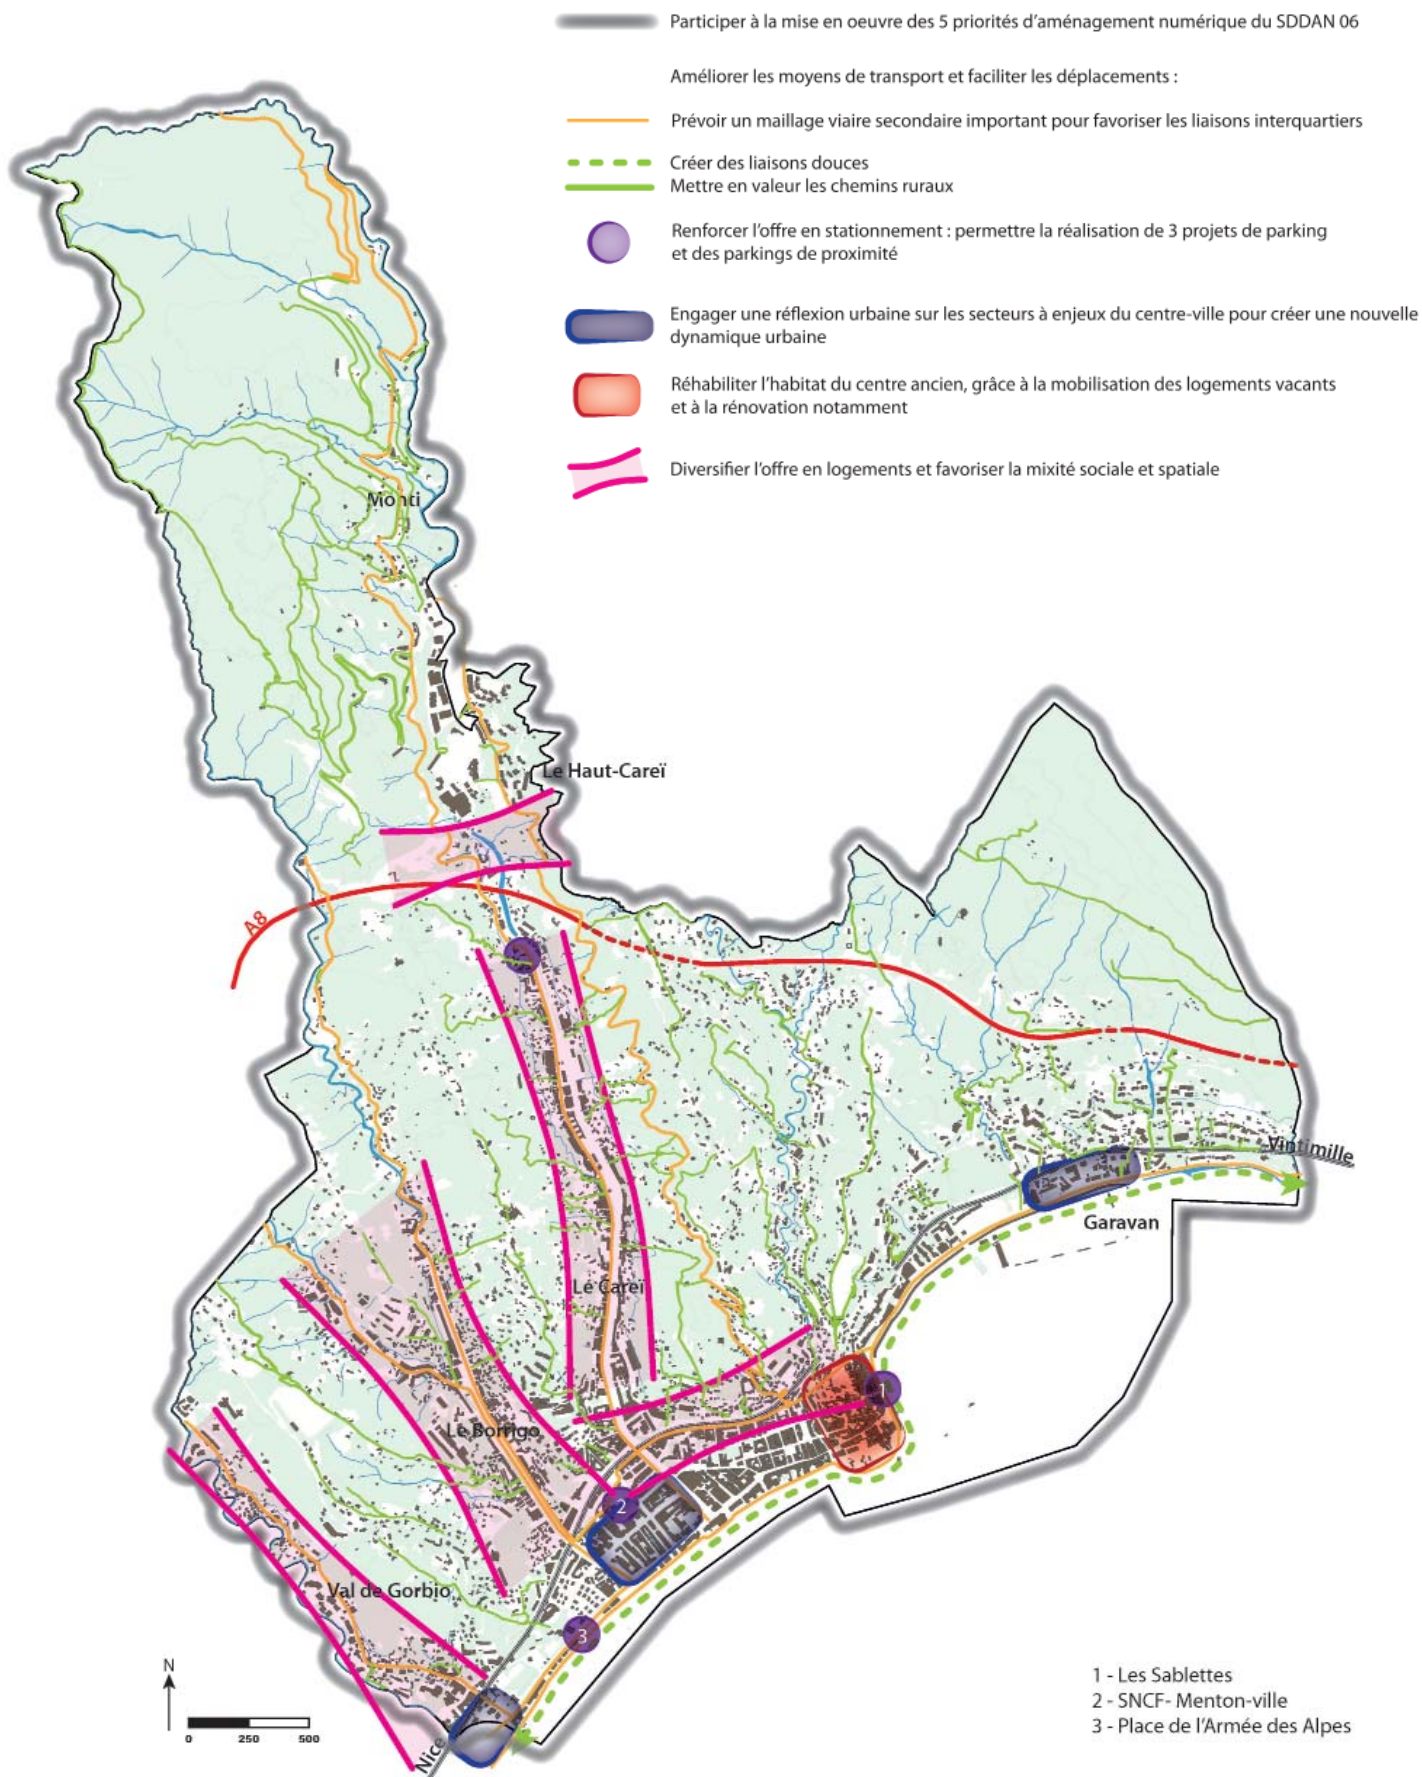 Participer à la mise en oeuvre des 5 priorités d'aménagement numérique du SDDAN 06
Améliorer les moyens de transport et faciliter les déplacements :
Prévoir un maillage viaire secondaire important pour favoriser les liaisons interquartiers
Créer des liaisons douces
Mettre en valeur les chemins ruraux
Renforcer l'offre en stationnement : permettre la réalisation de 3 projets de parking
et des parkings de proximité
Engager une réflexion urbaine sur les secteurs à enjeux du centre-ville pour créer une nouvelle
dynamique urbaine
Réhabiliter l'habitat du centre ancien, grâce à la mobilisation des logements vacants
et à la rénovation notamment
Diversifier l'offre en logements et favoriser la mixité sociale et spatiale
Monti
Le Haut-Careï
A8
Vintimille
Garavan
Le Careï
1
Le Borrigo
2
Val de Gorbio
3
Nice
N
0 250 500
1 - Les Sablettes
2 - SNCF- Menton-ville
3 - Place de l'Armée des Alpes